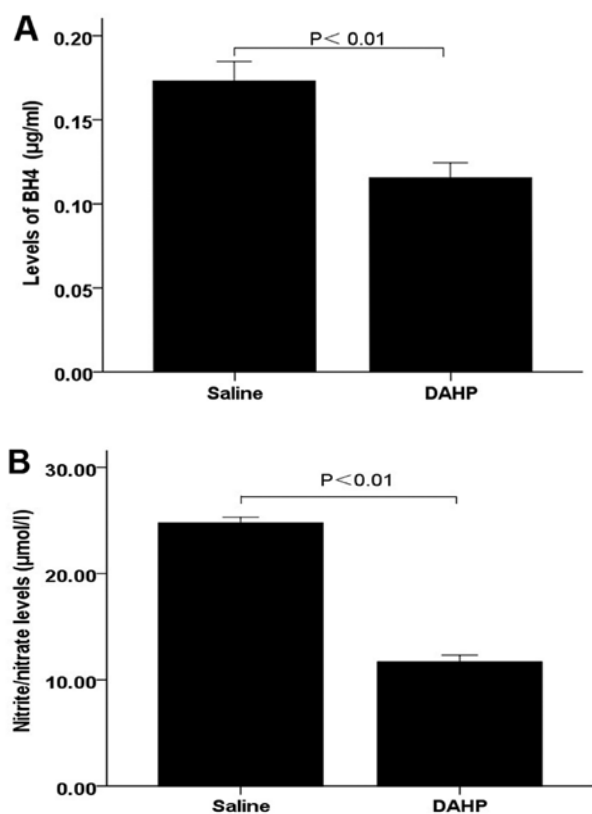 A
Levels of BH4 (μg/ml)
0.20
0.15
0.10
0.05
0.00
P< 0.01
Saline
DAHP
B
Nitrite/nitrate levels (μmol/l)
30.00
20.00
10.00
0.00
P<0.01
Saline
DAHP